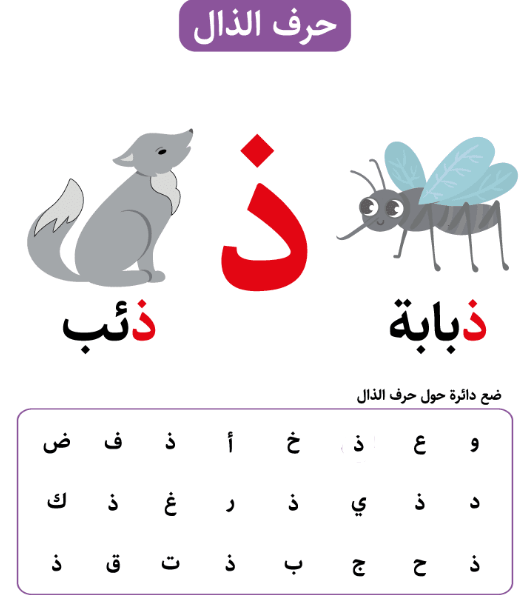 حرف الذال
ذ
ذبابة
ذئب
ضع دائرة حول حرف الذال
و ع ذ خ أ ذ ف ض
د ذ ي ذ ر غ ذ ك
ذ ح ج ب ذ ت ق ذ